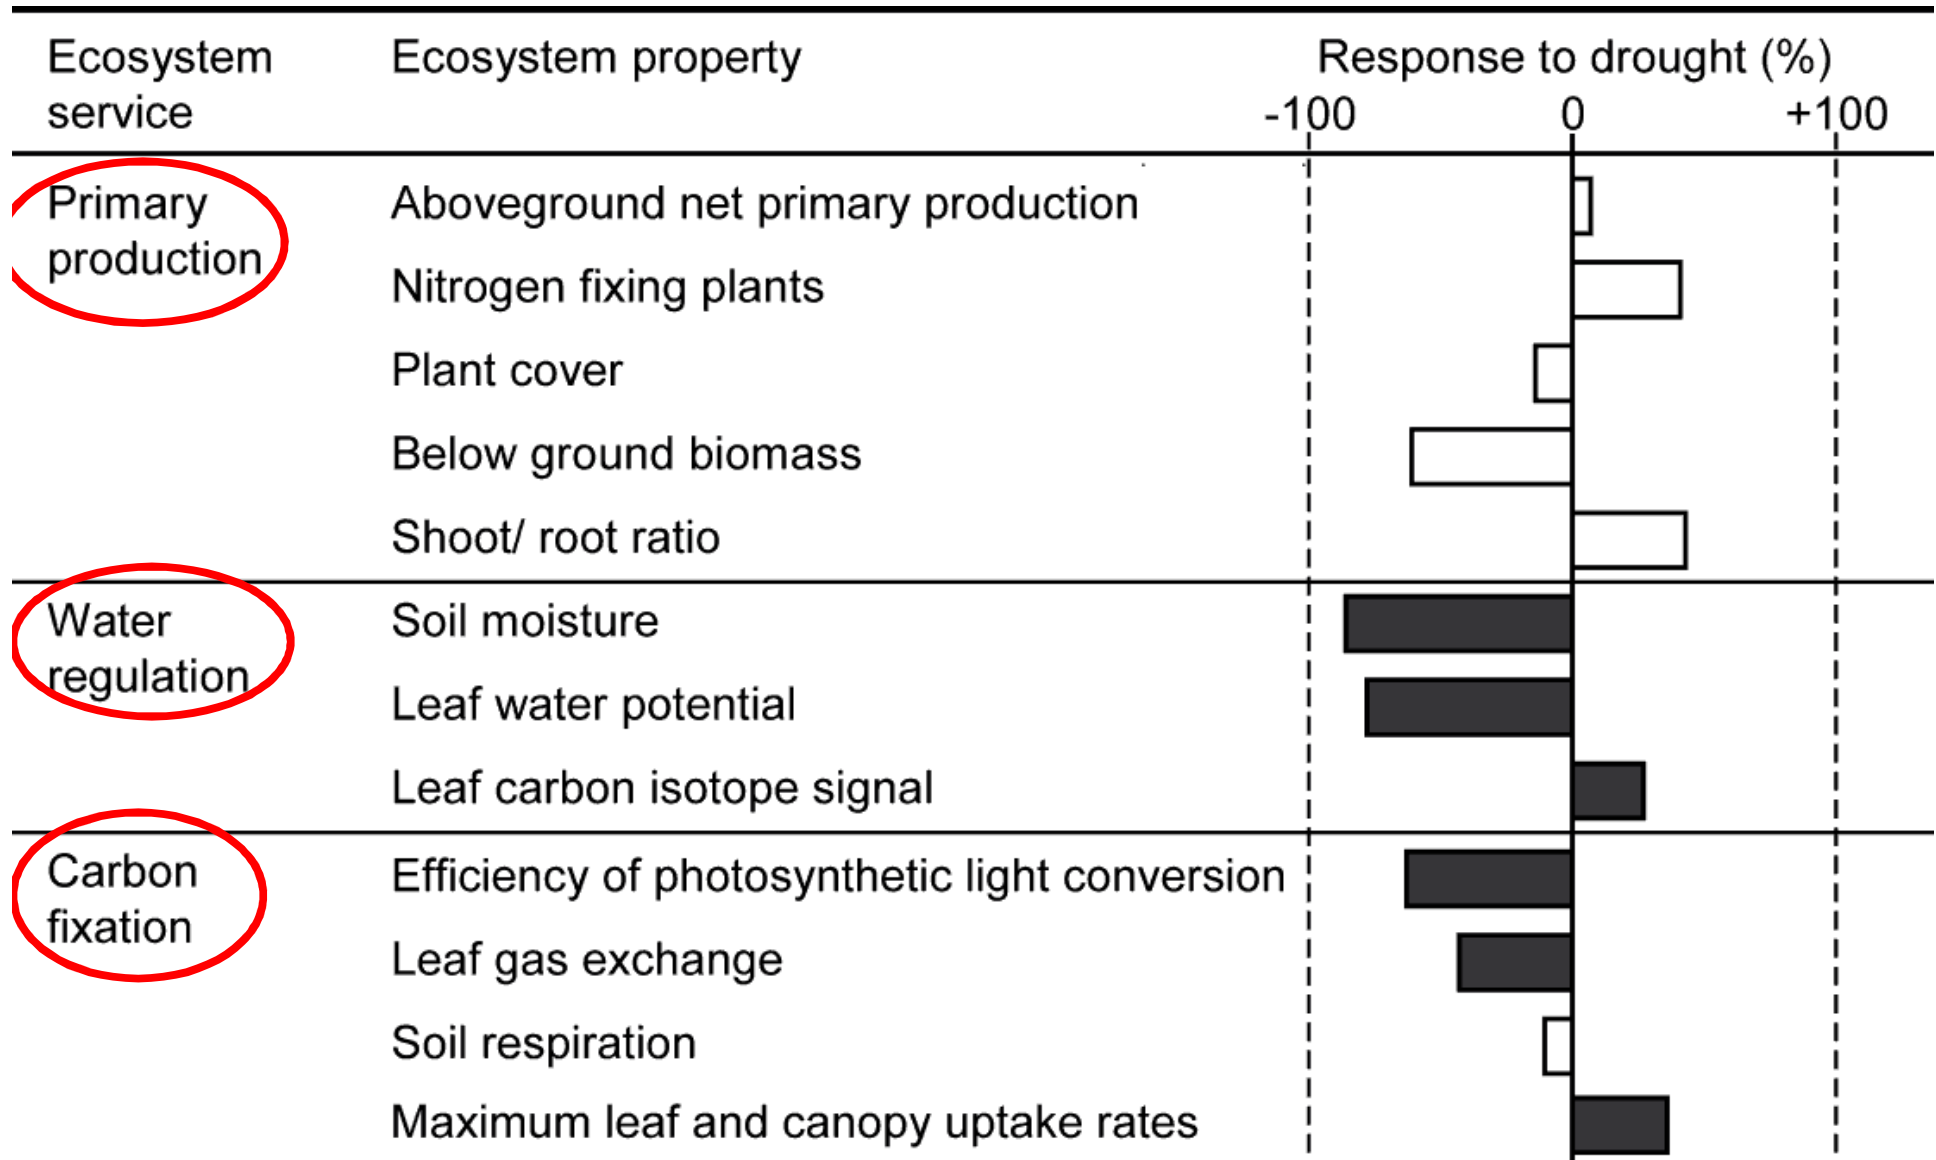 Ecosystem service
Ecosystem property
Response to drought (%)
-100 0 +100
Primary production
Aboveground net primary production
Nitrogen fixing plants
Plant cover
Below ground biomass
Shoot/ root ratio
Water regulation
Soil moisture
Leaf water potential
Leaf carbon isotope signal
Carbon fixation
Efficiency of photosynthetic light conversion
Leaf gas exchange
Soil respiration
Maximum leaf and canopy uptake rates